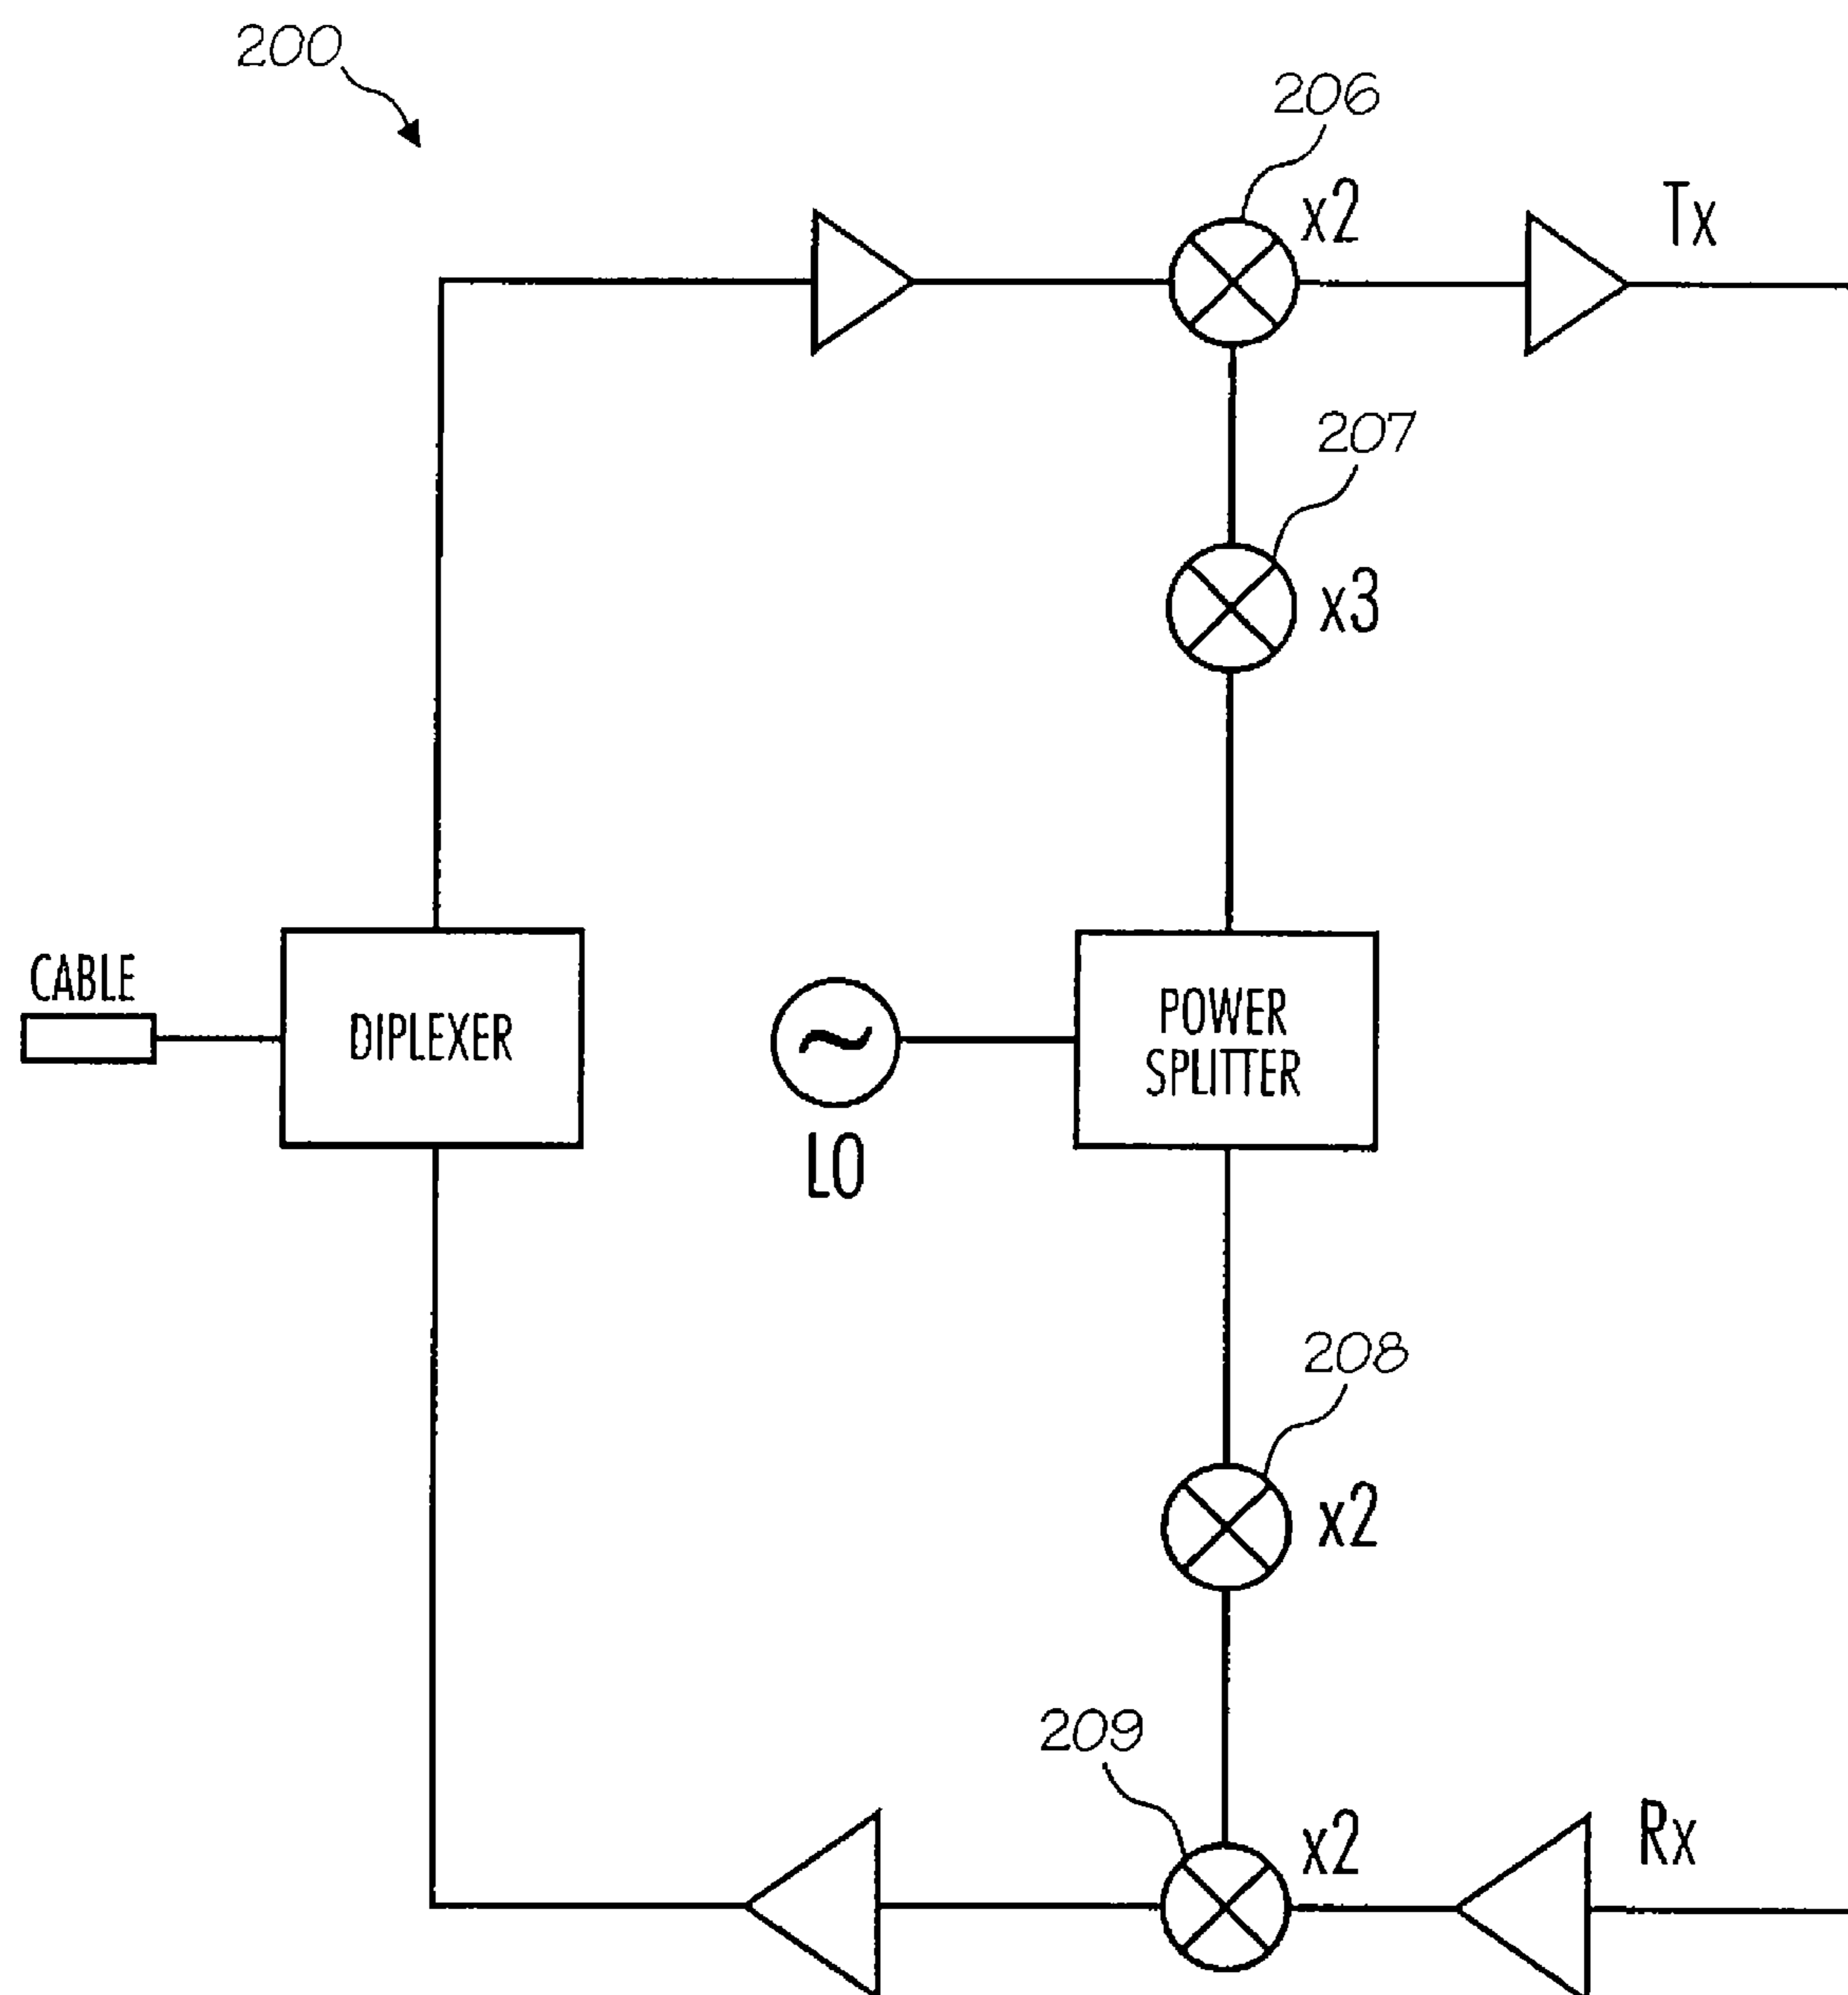 200
206
x2
Tx
207
x3
CABLE
DIPLEXER
POWER
SPLITTER
LO
208
x2
209
x2
Rx